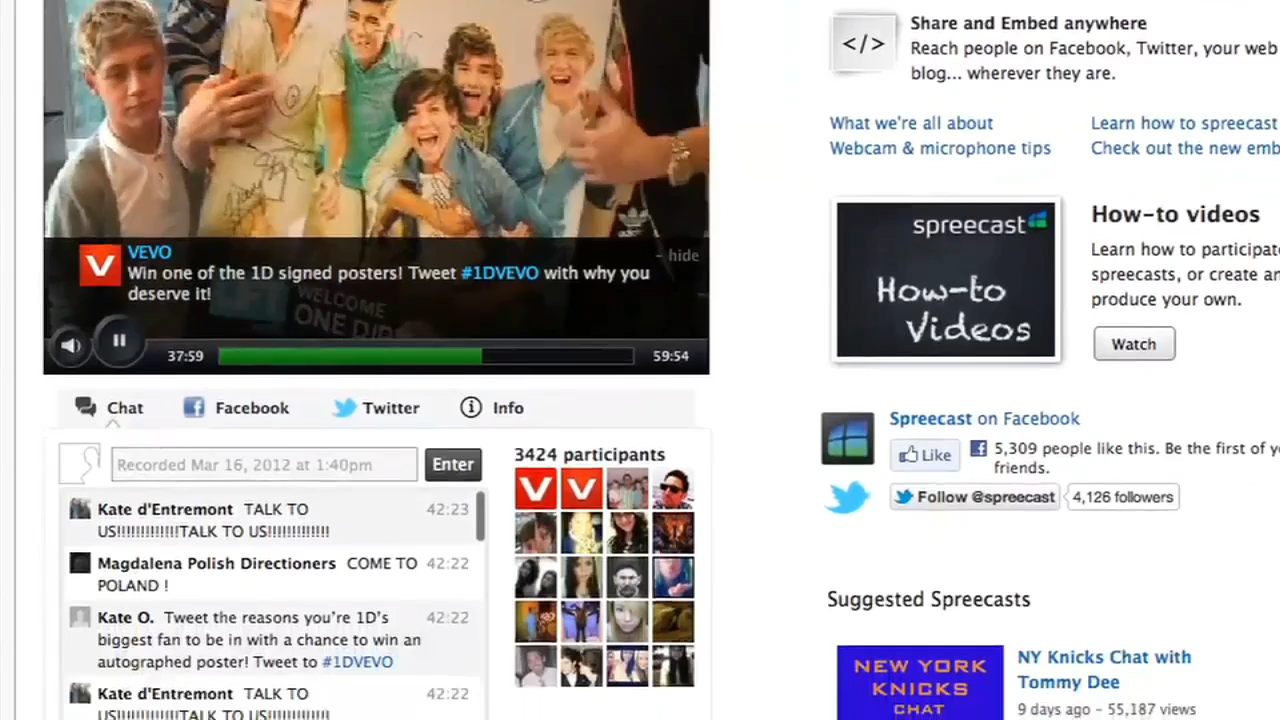 Share and Embed anywhere
Reach people on Facebook, Twitter, your web
blog... wherever they are.
What we're all about
Learn how to spreecast
Webcam & microphone tips
Check out the new emb
adidas
VEVO
- hide
Win one of the 1D signed posters! Tweet #1DVEVO with why you
deserve it!
WELCOME
ONE DIR
37:59
59:54
spreecast
How-to
Videos
How-to videos
Learn how to participate
spreecasts, or create an
produce your own.
Watch
Chat
Facebook
Twitter
Info
Spreecast on Facebook
Like
5,309 people like this. Be the first of y
friends.
Follow @spreecast
4,126 followers
Recorded Mar 16, 2012 at 1:40pm
Enter
3424 participants
Kate d'Entremont TALK TO
42:23
US!!!!!!!!!!!!!TALK TO US!!!!!!!!!!!!!
Magdalena Polish Directioners COME TO
42:22
POLAND !
Kate O. Tweet the reasons you're 1D's
42:22
biggest fan to be in with a chance to win an
autographed poster! Tweet to #1DVEVO
Kate d'Entremont TALK TO
42:22
US!!!!!!!!!!!!!TALK TO US!!!!!!!!!!!!!
Suggested Spreecasts
NEW YORK
KNICKS
CHAT
NY Knicks Chat with
Tommy Dee
9 days ago - 55,187 views